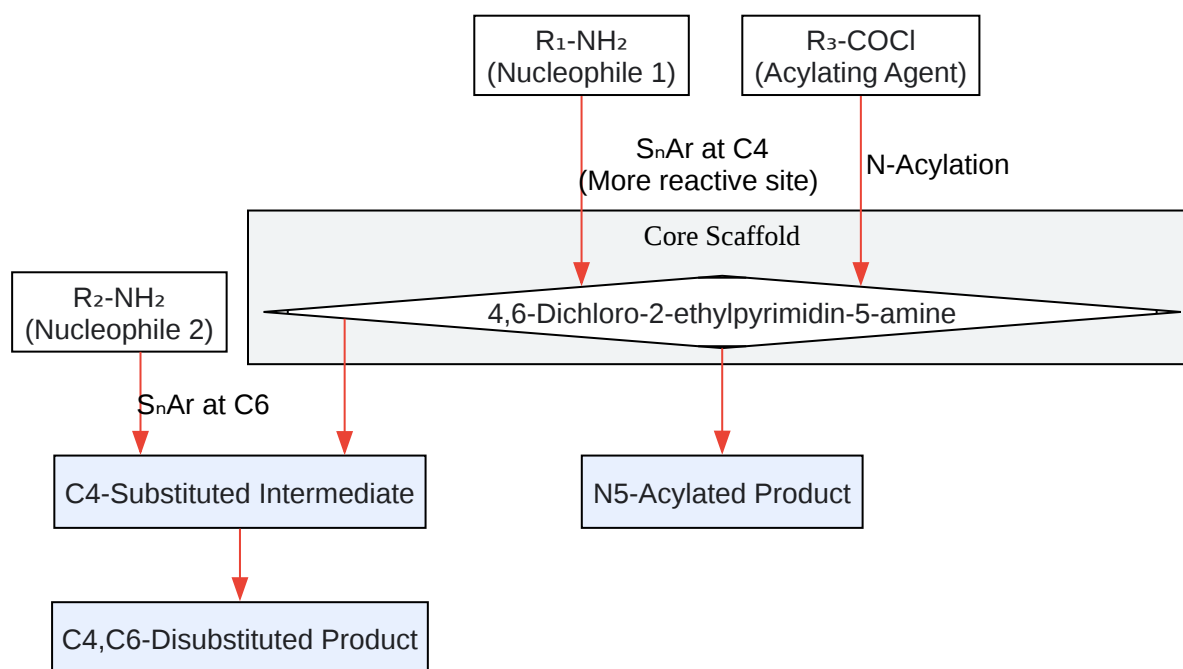 R₁-NH₂
(Nucleophile 1)
R₃-COCl
(Acylating Agent)
SₙAr at C4
(More reactive site)
N-Acylation
Core Scaffold
4,6-Dichloro-2-ethylpyrimidin-5-amine
R₂-NH₂
(Nucleophile 2)
SₙAr at C6
C4-Substituted Intermediate
N5-Acylated Product
C4,C6-Disubstituted Product